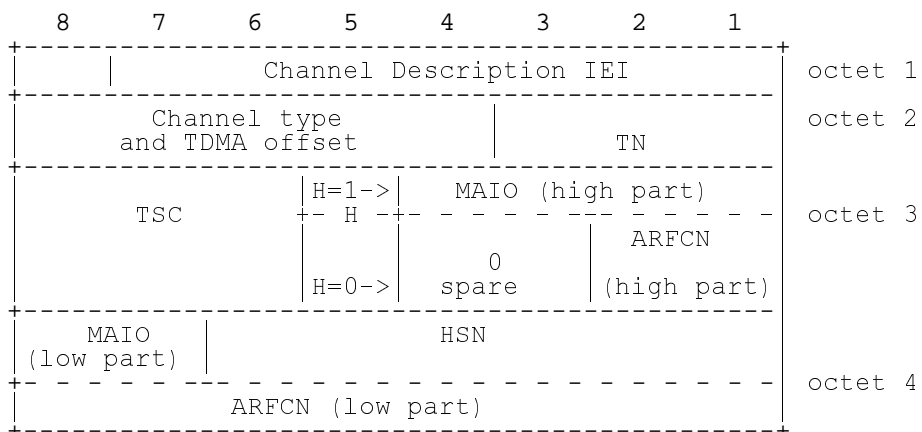 8 7 6 5 4 3 2 1
Channel Description IEI octet 1
Channel type octet 2
and TDMA offset TN
H=1-> MAIO (high part)
TSC H octet 3
ARFCN
0
H=0-> spare (high part)
MAIO HSN
(low part)
octet 4
ARFCN (low part)